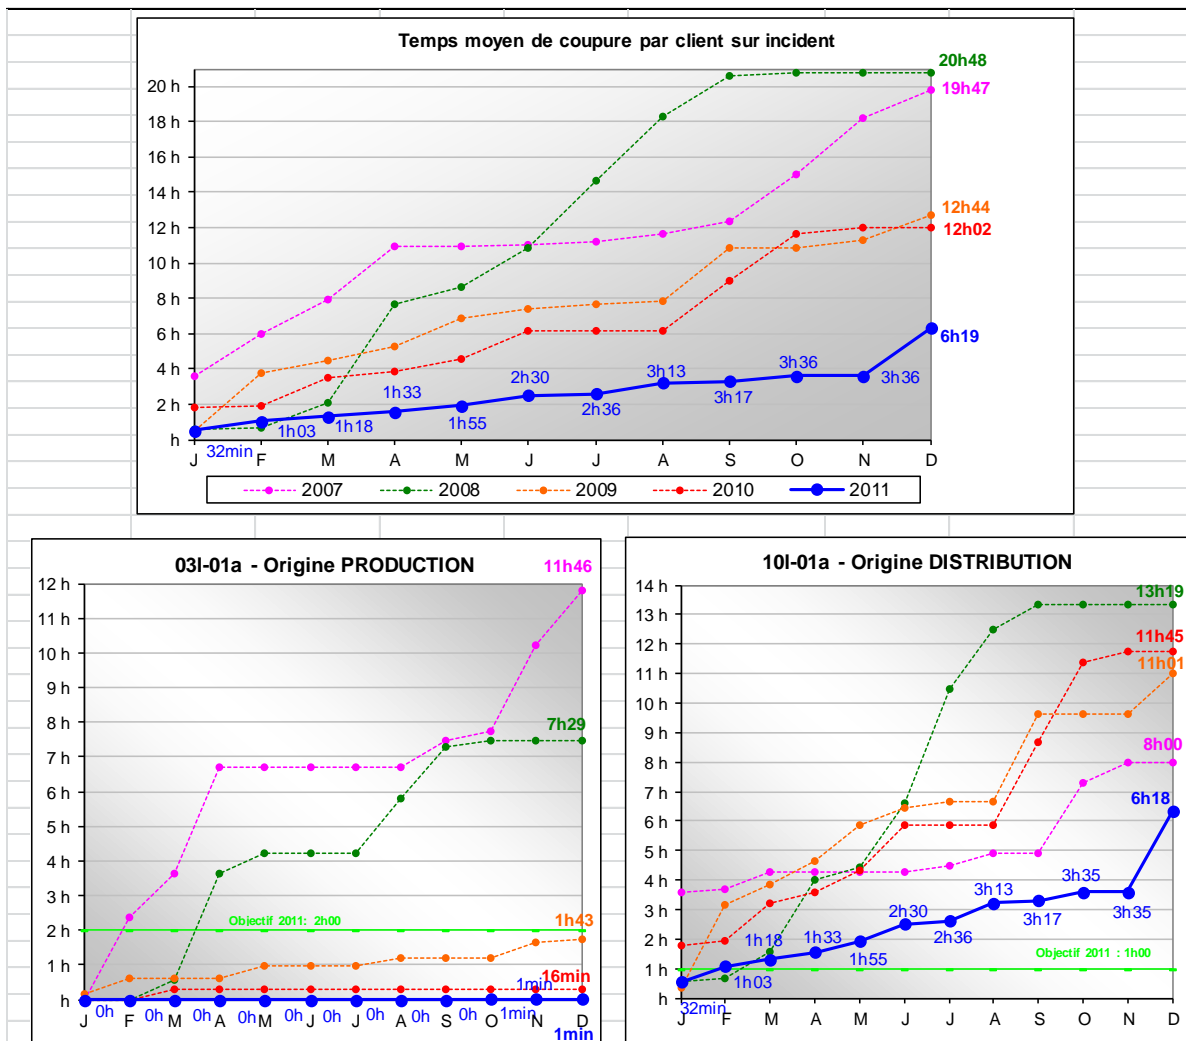 Temps moyen de coupure par client sur incident
20h48
20 h
19h47
18 h
16 h
14 h
12h44
12 h
12h02
10 h
8 h
6 h
6h19
4 h
1h33
2h30
3h13
3h36
3h36
2 h
1h03
1h18
1h55
2h36
3h17
h
32min
J F M A M J J A S O N D
2007 2008 2009 2010 2011
03I-01a - Origine PRODUCTION
11h46
12 h
11 h
10 h
9 h
8 h
7h29
7 h
6 h
5 h
4 h
3 h
Objectif 2011: 2h00
1h43
2 h
1 h
16min
1min
h
0h 0h 0h 0h 0h 0h 0h 0h 0h 1min
J F M A M J J A S O N D
1min
10I-01a - Origine DISTRIBUTION
14 h
13h19
13 h
12 h
11h45
11 h
11h01
10 h
9 h
8h00
8 h
7 h
6h18
6 h
5 h
4 h
3h13
3h35
2h30
3h17
3h35
3 h
1h18
1h33
2h36
2 h
1h55
Objectif 2011 : 1h00
1 h
1h03
h
32min
J F M A M J J A S O N D